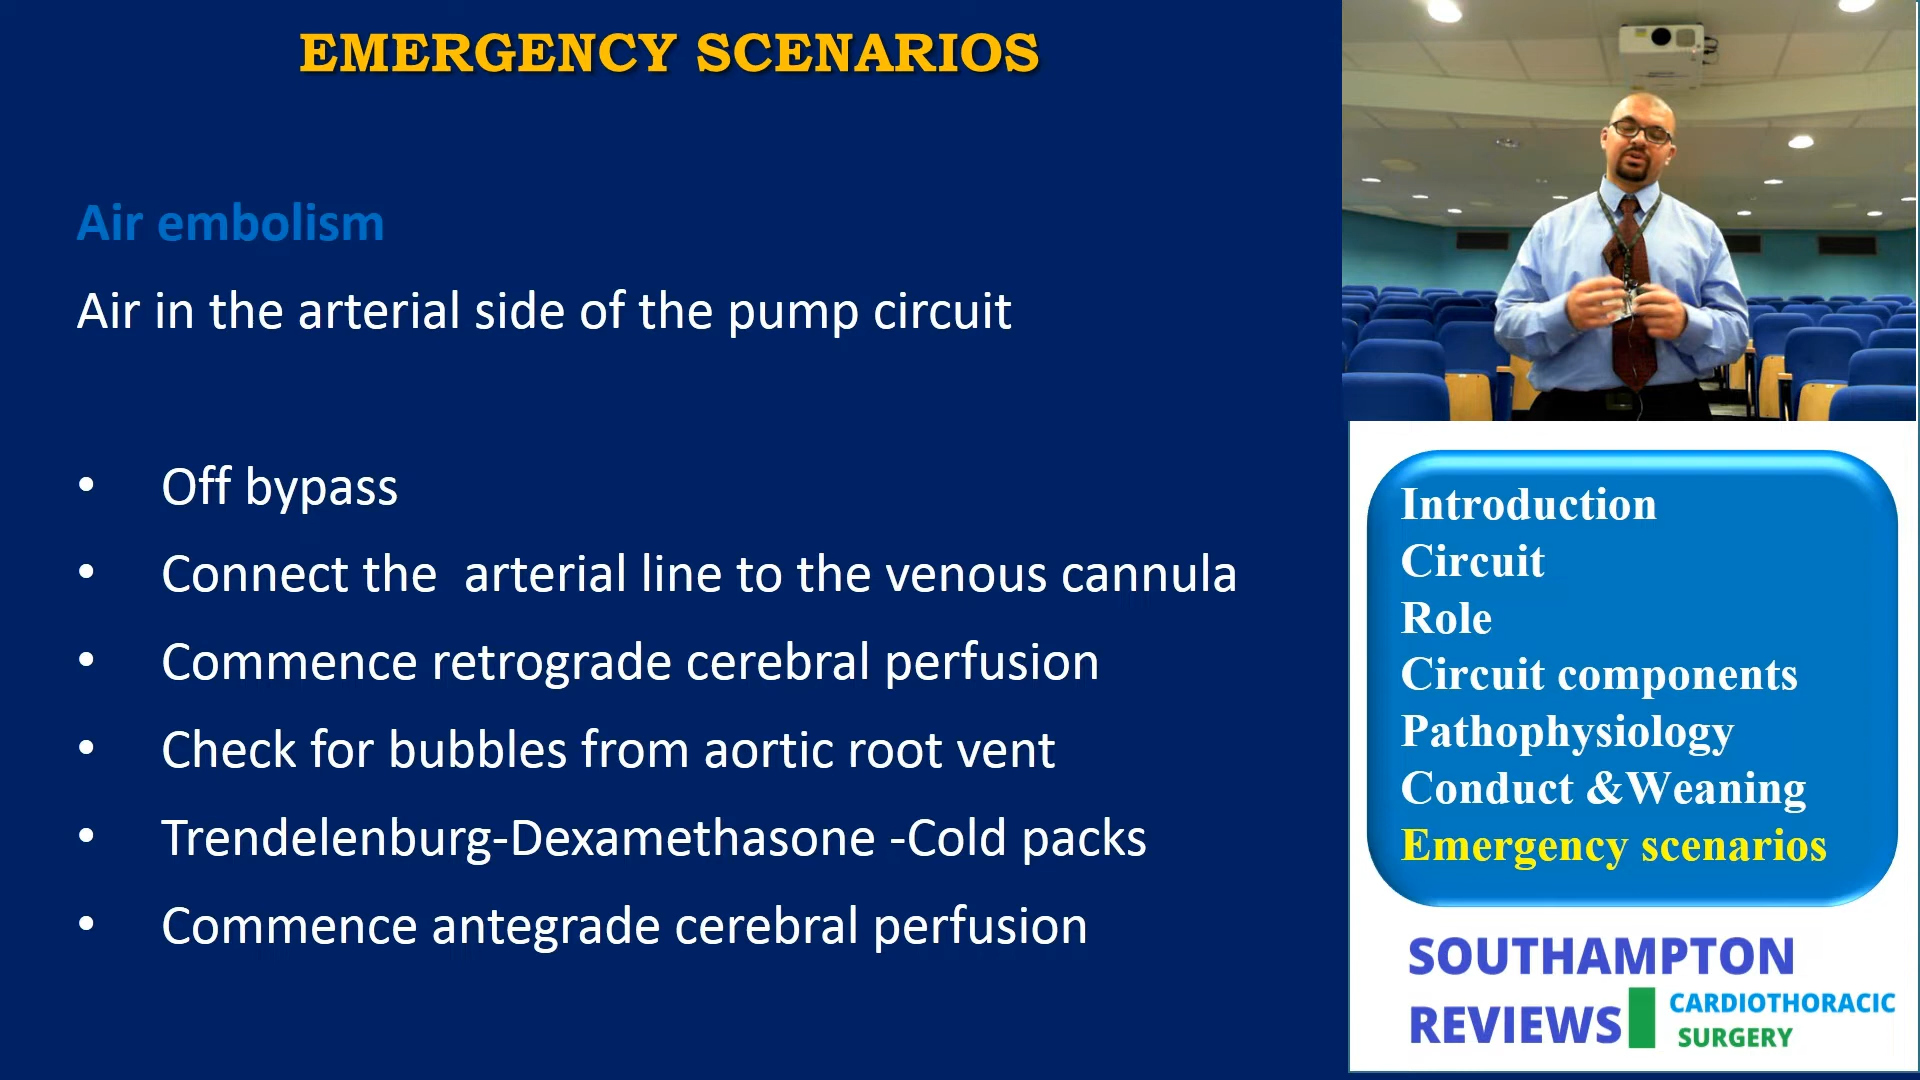 EMERGENCY SCENARIOS
Air embolism
Air in the arterial side of the pump circuit
• Off bypass
• Connect the  arterial line to the venous cannula
• Commence retrograde cerebral perfusion
• Check for bubbles from aortic root vent
• Trendelenburg-Dexamethasone -Cold packs
• Commence antegrade cerebral perfusion
Introduction
Circuit
Role
Circuit components
Pathophysiology
Conduct &Weaning
Emergency scenarios
SOUTHAMPTON
REVIEWS
CARDIOTHORACIC
SURGERY